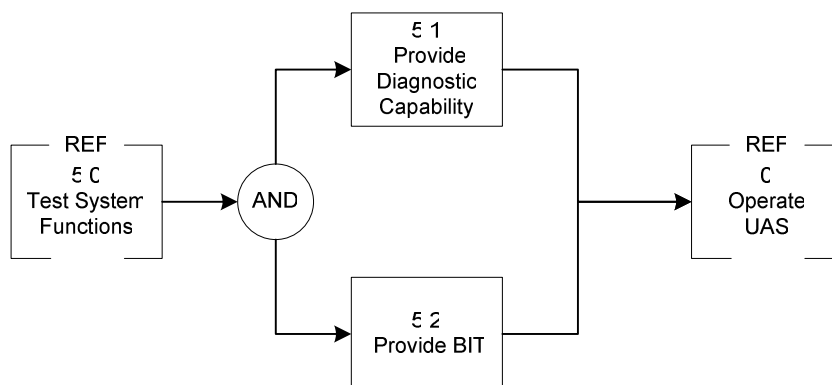 REF
5 0
Test System
Functions
AND
5 1
Provide
Diagnostic
Capability
5 2
Provide BIT
REF
0
Operate
UAS